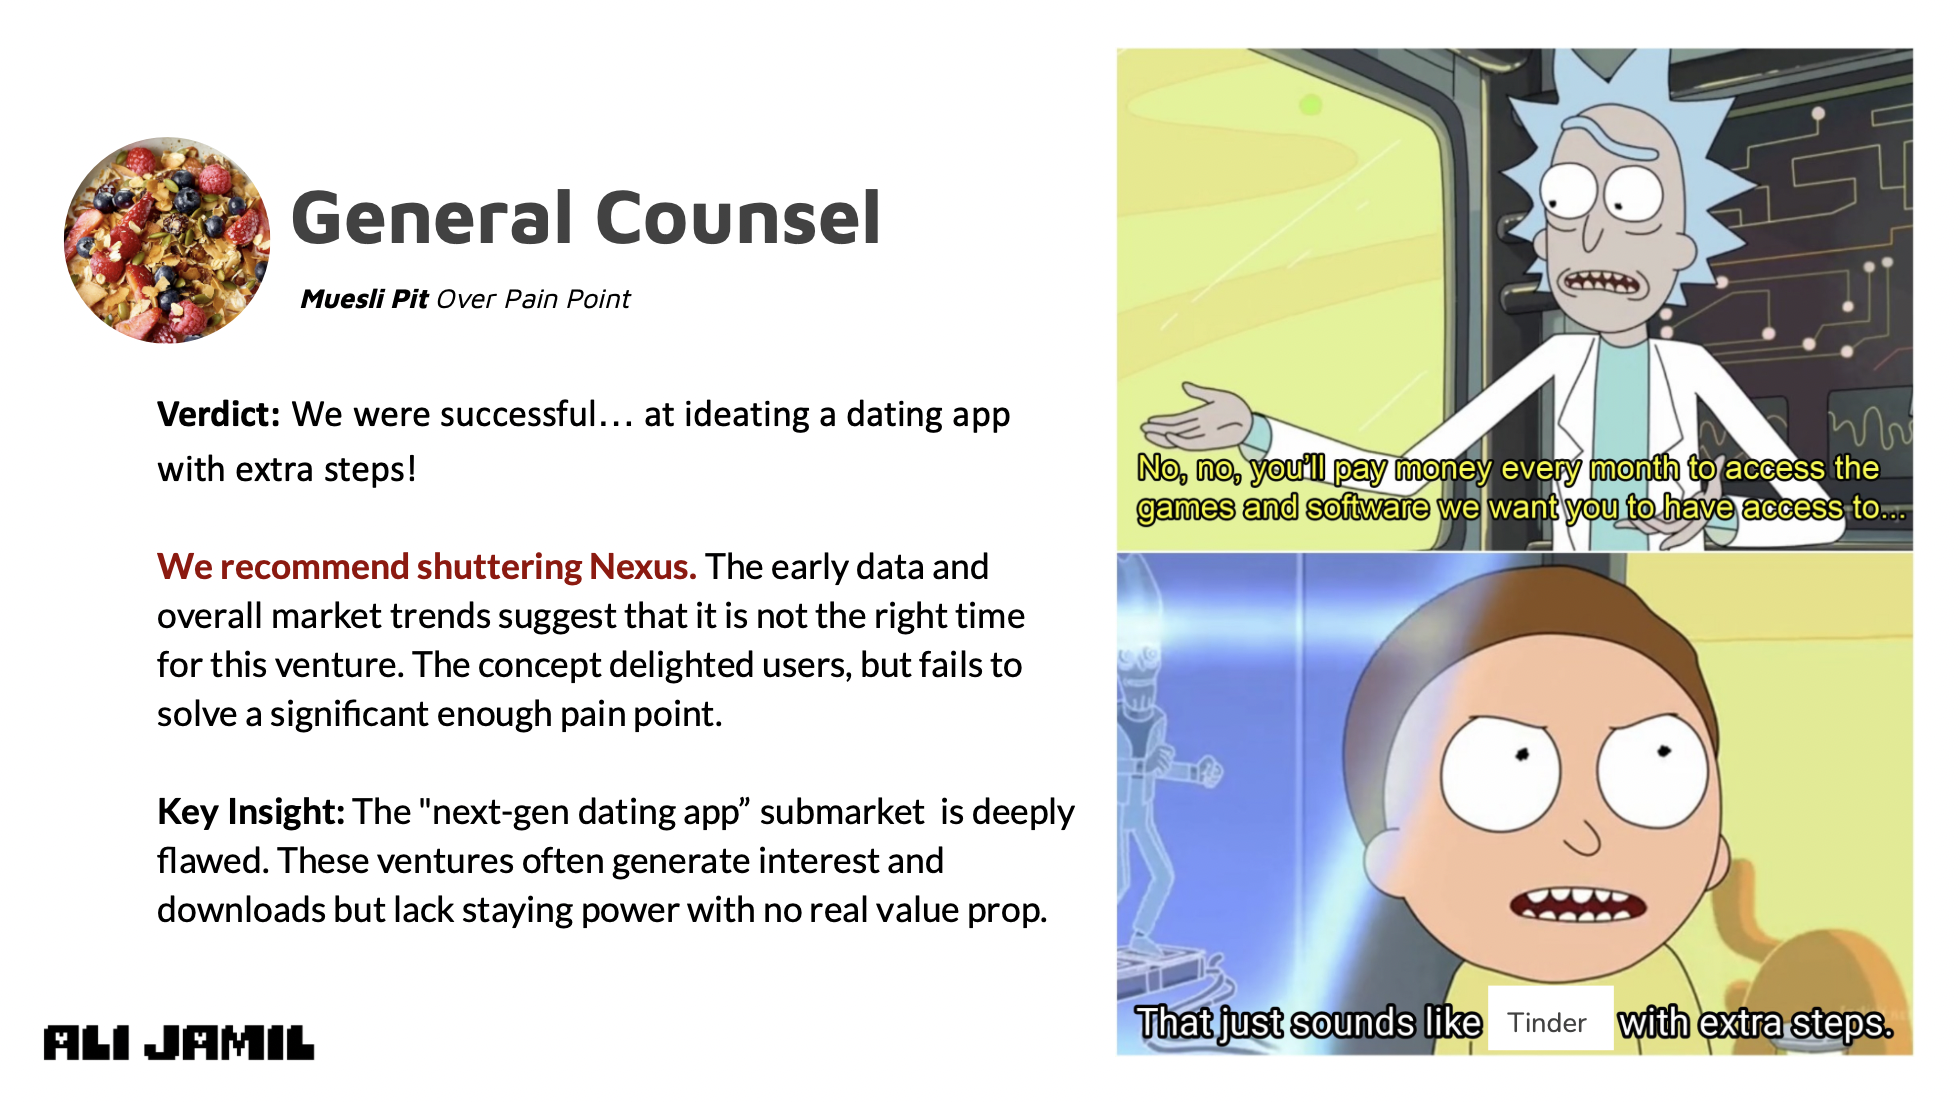 General Counsel
Muesli Pit Over Pain Point
Verdict: We were successful… at ideating a dating app
with extra steps!
We recommend shuttering Nexus. The early data and
overall market trends suggest that it is not the right time
for this venture. The concept delighted users, but fails to
solve a significant enough pain point.
Key Insight: The "next-gen dating app” submarket  is deeply
flawed. These ventures often generate interest and
downloads but lack staying power with no real value prop.
ALI JAMIL
No, no, you'll pay money every month to access the
games and software we want you to have access to...
That just sounds like Tinder with extra steps.